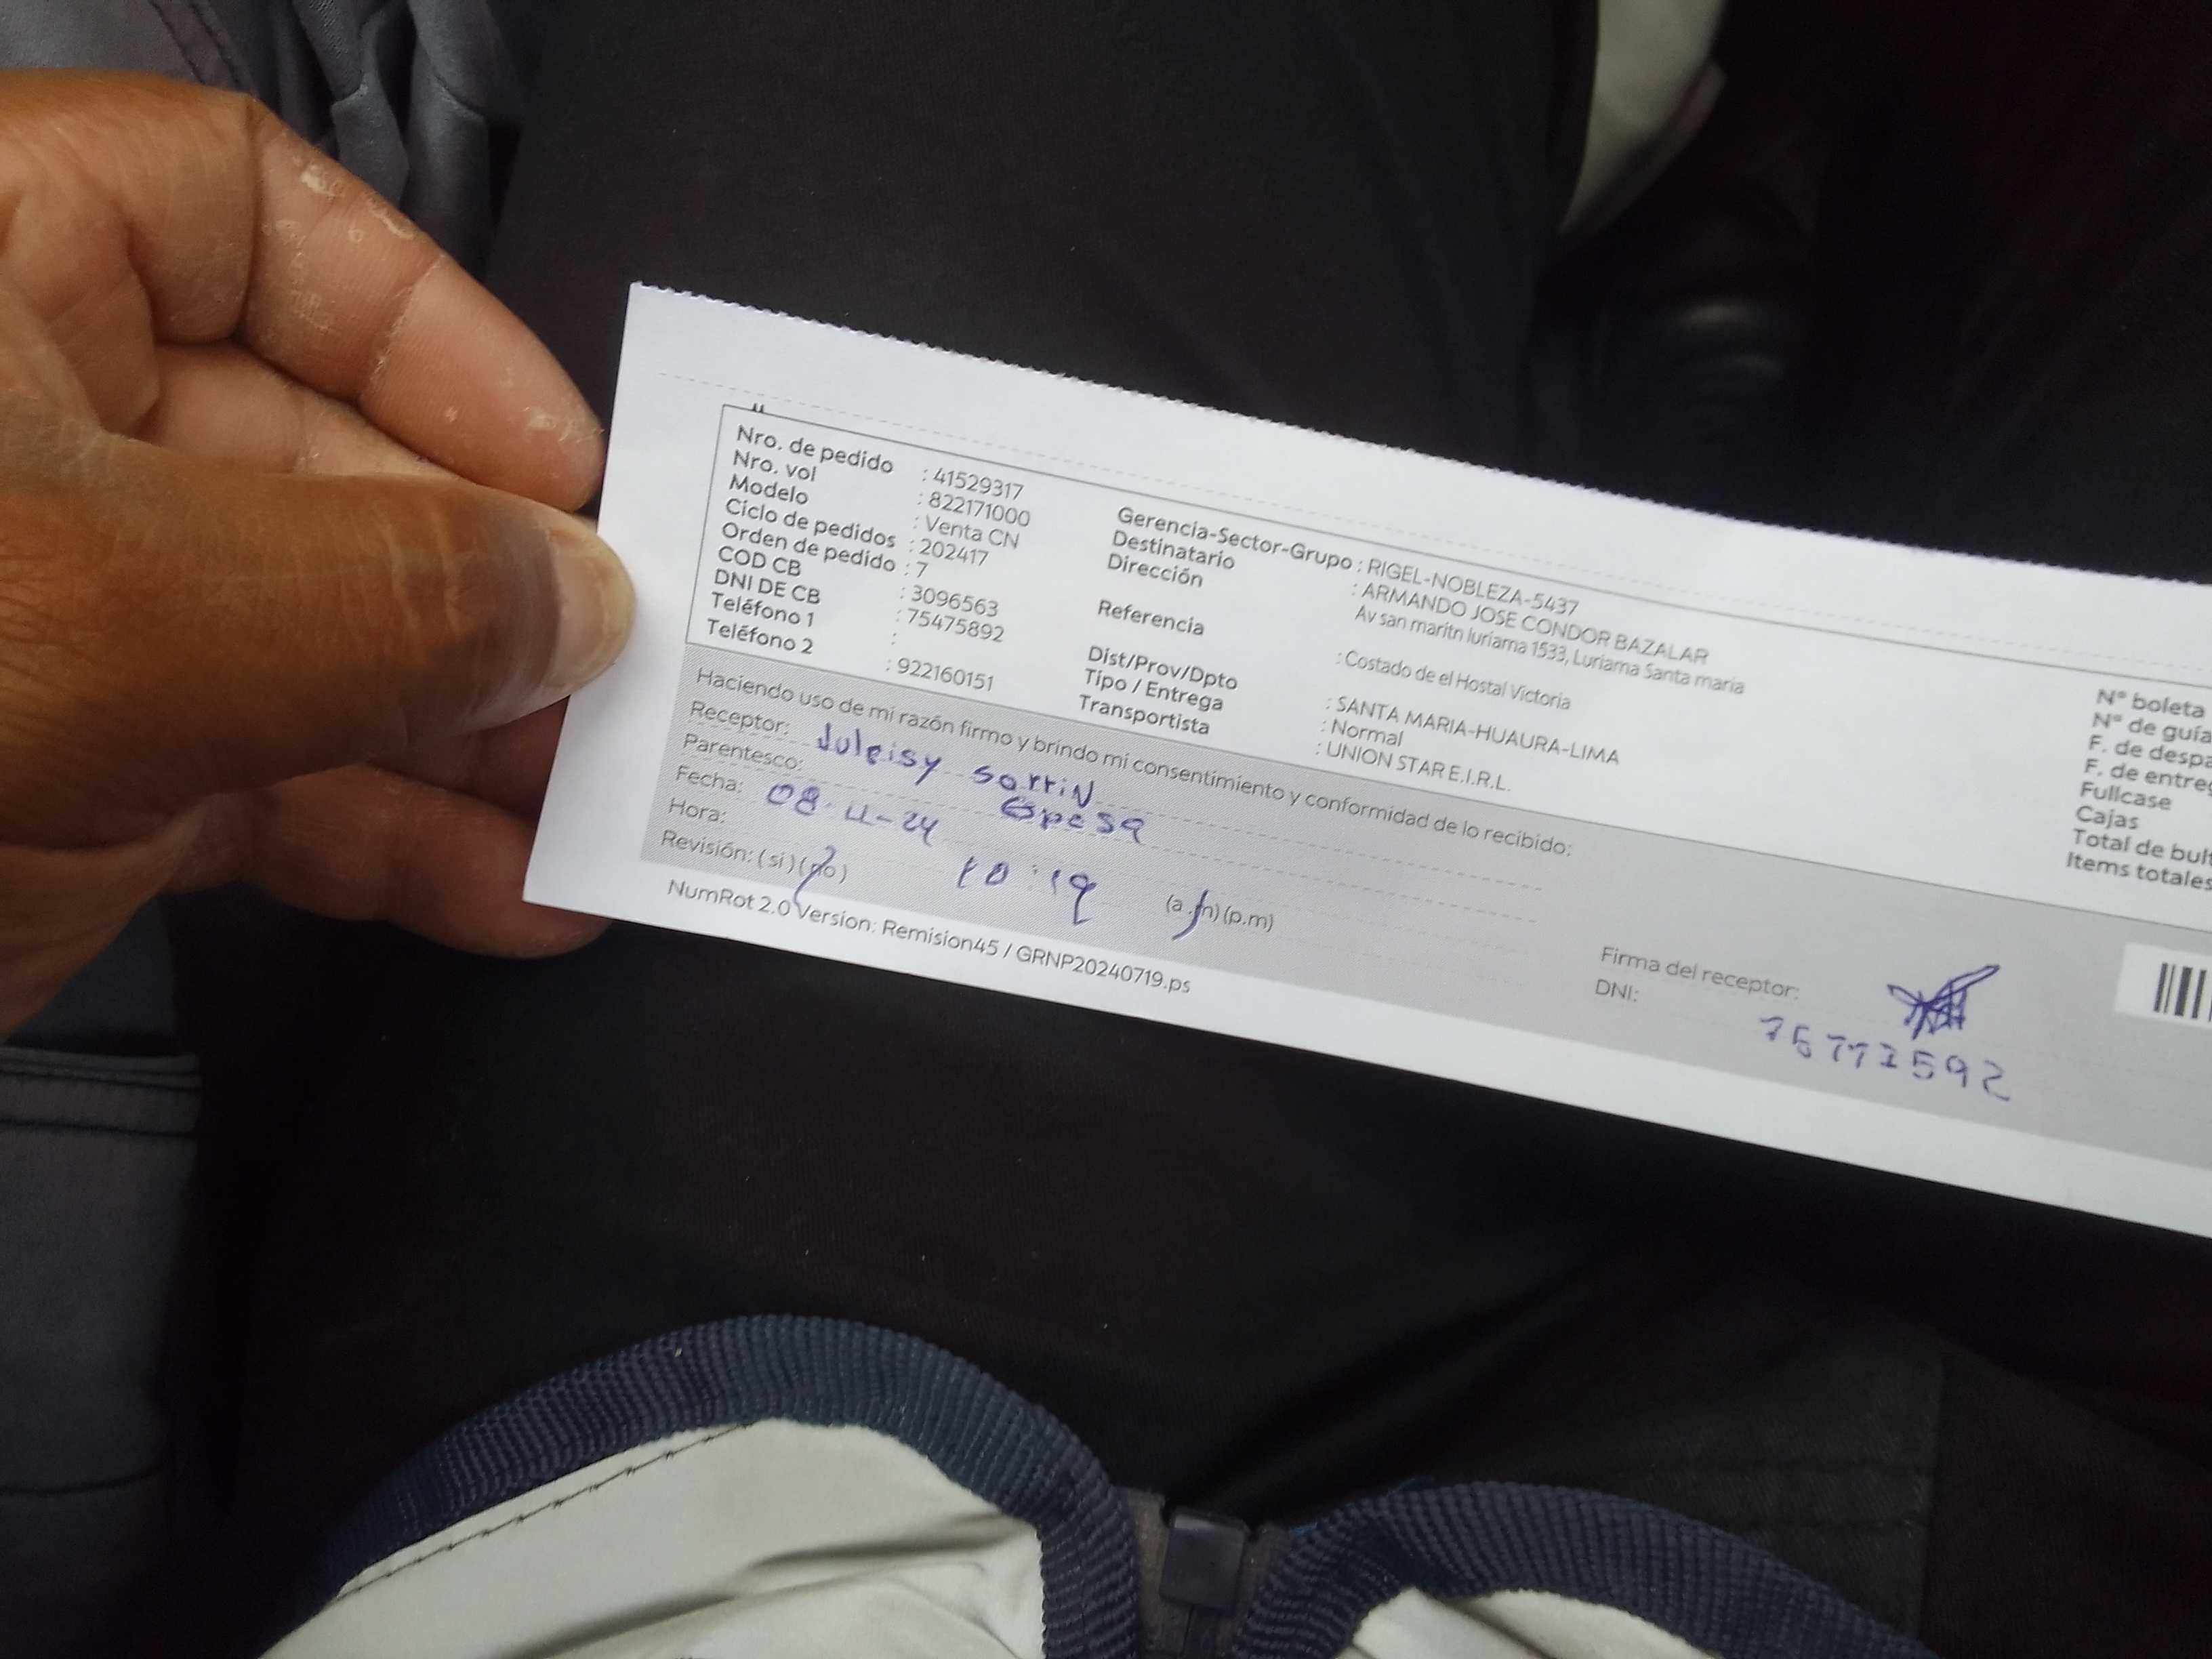 Nro. de pedido : 41529317
Nro. vol : 822171000
Modelo : Venta CN
Ciclo de pedidos : 202417
Orden de pedido : 7
COD CB : 3096563
DNI DE CB : 75475892
Teléfono 1 :
Teléfono 2 : 922160151
Gerencia-Sector-Grupo : RIGEL-NOBLEZA-5437
Destinatario : ARMANDO JOSE CONDOR BAZALAR
Dirección Av san maritn luriama 1533, Luriama Santa maria
Referencia : Costado de el Hostal Victoria
Dist/Prov/Dpto : SANTA MARIA-HUAURA-LIMA
Tipo / Entrega : Normal
Transportista : UNION STAR E.I.R.L.
N° boleta
N° de guía
F. de despa
F. de entreg
Fullcase
Cajas
Total de bult
Items totales
Haciendo uso de mi razón firmo y brindo mi consentimiento y conformidad de lo recibido:
Receptor: Juleisy sarrin
Parentesco: Esposa
Fecha: 08-11-24
Hora: 10:19 (a.m) (p.m)
Revisión: (si) (no)
Firma del receptor:
DNI: 592
NumRot 2.0 Version: Remision45 / GRNP20240719.ps